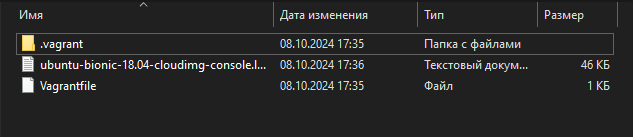 Имя Дата изменения Тип Размер
.vagrant 08.10.2024 17:35 Папка с файлами
ubuntu-bionic-18.04-cloudimg-console.l... 08.10.2024 17:36 Текстовый докум... 46 КБ
Vagrantfile 08.10.2024 17:35 Файл 1 КБ